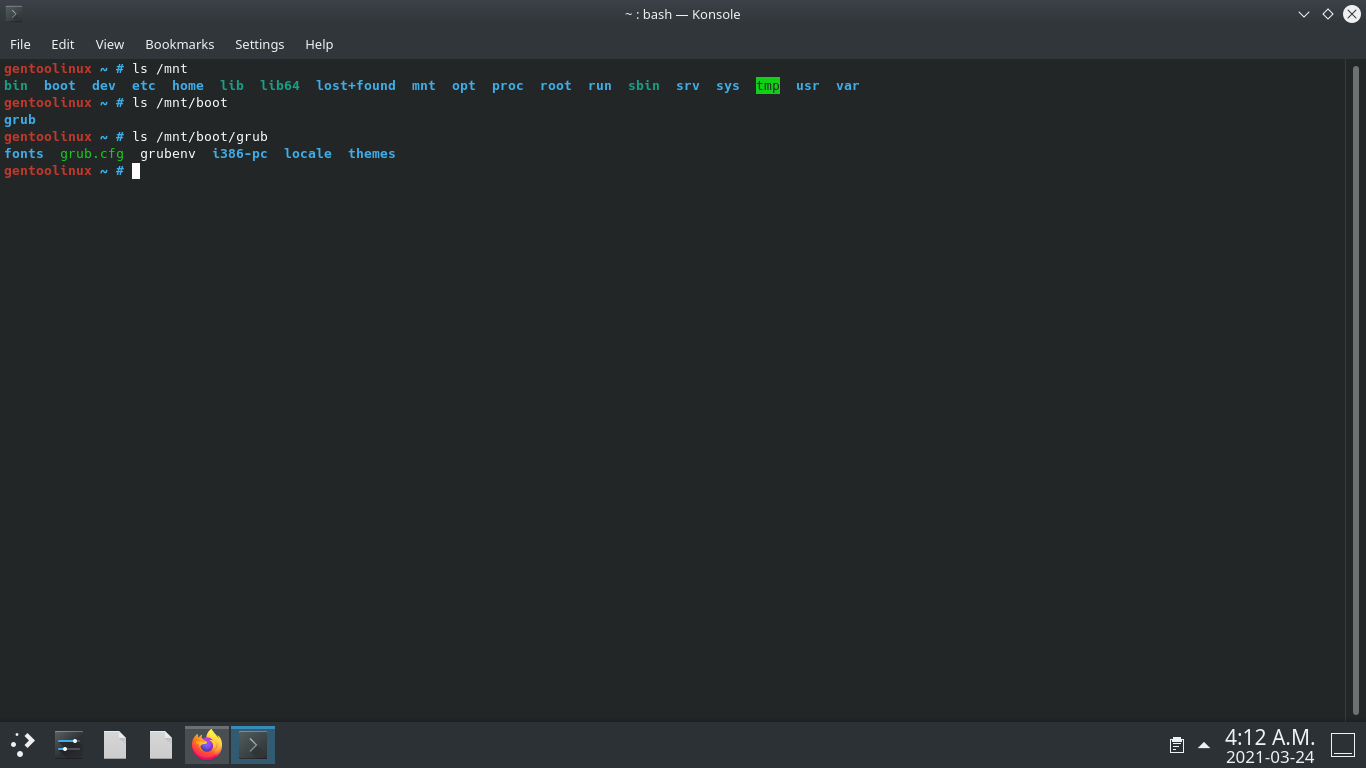 ~ : bash — Konsole
File Edit View Bookmarks Settings Help
gentoolinux ~ # ls /mnt
bin boot dev etc home lib lib64 lost+found mnt opt proc root run sbin srv sys tmp usr var
gentoolinux ~ # ls /mnt/boot
grub
gentoolinux ~ # ls /mnt/boot/grub
fonts grub.cfg grubenv i386-pc locale themes
gentoolinux ~ #
4:12 A.M.
2021-03-24